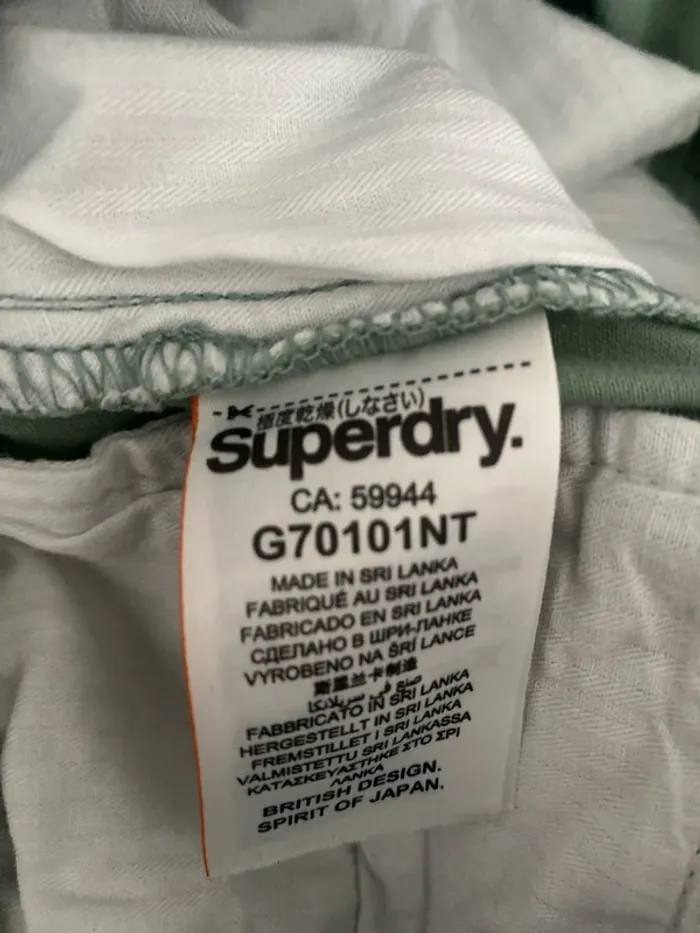 極度乾燥(しなさい)
superdry.
CA: 59944
G70101NT
MADE IN SRI LANKA
FABRIQUÉ AU SRI LANKA
FABRICADO EN SRI LANKA
СДЕЛАНО В ШРИ-ЛАНКЕ
VYROBENO NA ŠRÍ LANCE
斯里兰卡制造
صنع في سريلانكا
FABBRICATO IN SRI LANKA
HERGESTELLT IN SRI LANKA
FREMSTILLET I SRI LANKA
VALMISTETTU SRI LANKASSA
ΚΑΤΑΣΚΕΥΑΣΤΗΚΕ ΣΤΟ ΣΡΙ
ΛΑΝΚΑ
BRITISH DESIGN.
SPIRIT OF JAPAN.